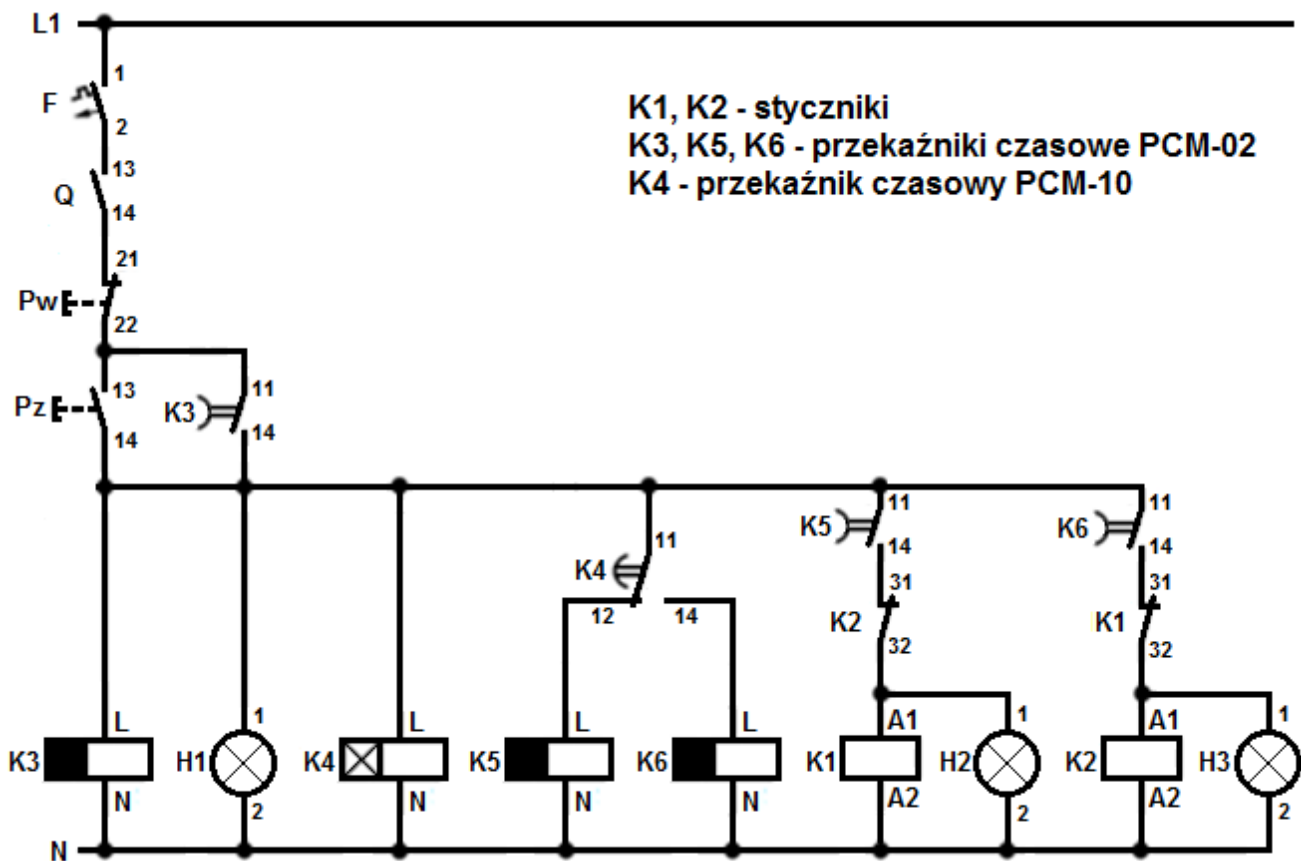 L1
1
F
2
K1, K2 - styczniki
K3, K5, K6 - przekaźniki czasowe PCM-02
K4 - przekaźnik czasowy PCM-10
13
Q
14
21
Pw
22
13
Pz
14
11
K3
14
11
K4
12
14
11
K5
14
31
K2
32
11
K6
14
31
K1
32
L
K3
N
1
H1
2
L
K4
N
L
K5
N
L
K6
N
A1
K1
A2
1
H2
2
A1
K2
A2
1
H3
2
N